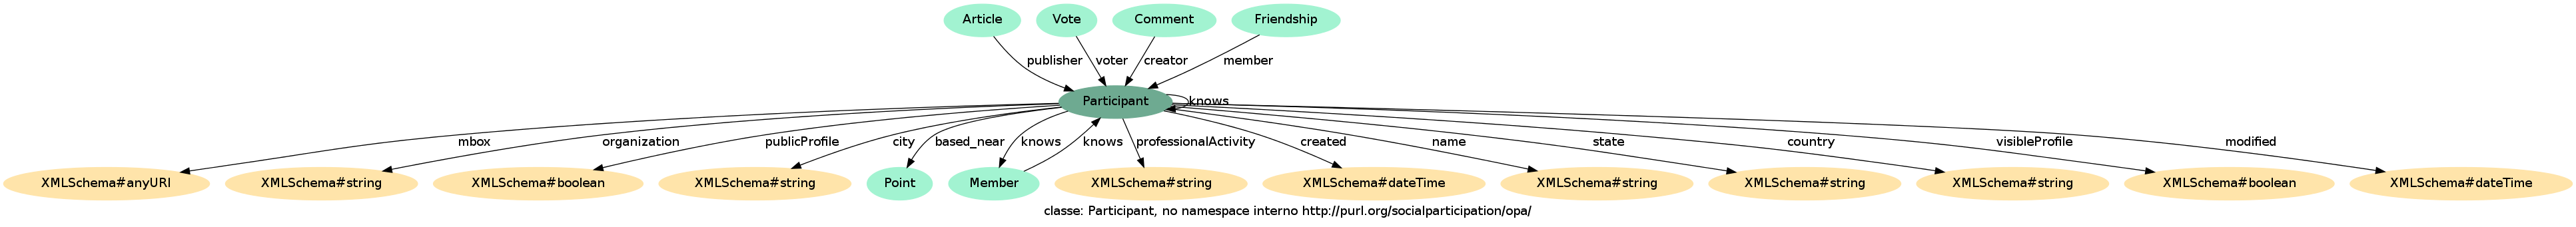 Article
Vote
Comment
Friendship
publisher
voter
creator
member
Participant
knows
mbox
organization
publicProfile
city
based_near
knows
knows
professionalActivity
created
name
state
country
visibleProfile
modified
XMLSchema#anyURI
XMLSchema#string
XMLSchema#boolean
XMLSchema#string
Point
Member
XMLSchema#string
XMLSchema#dateTime
XMLSchema#string
XMLSchema#string
XMLSchema#string
XMLSchema#boolean
XMLSchema#dateTime
classe: Participant, no namespace interno http://purl.org/socialparticipation/opa/